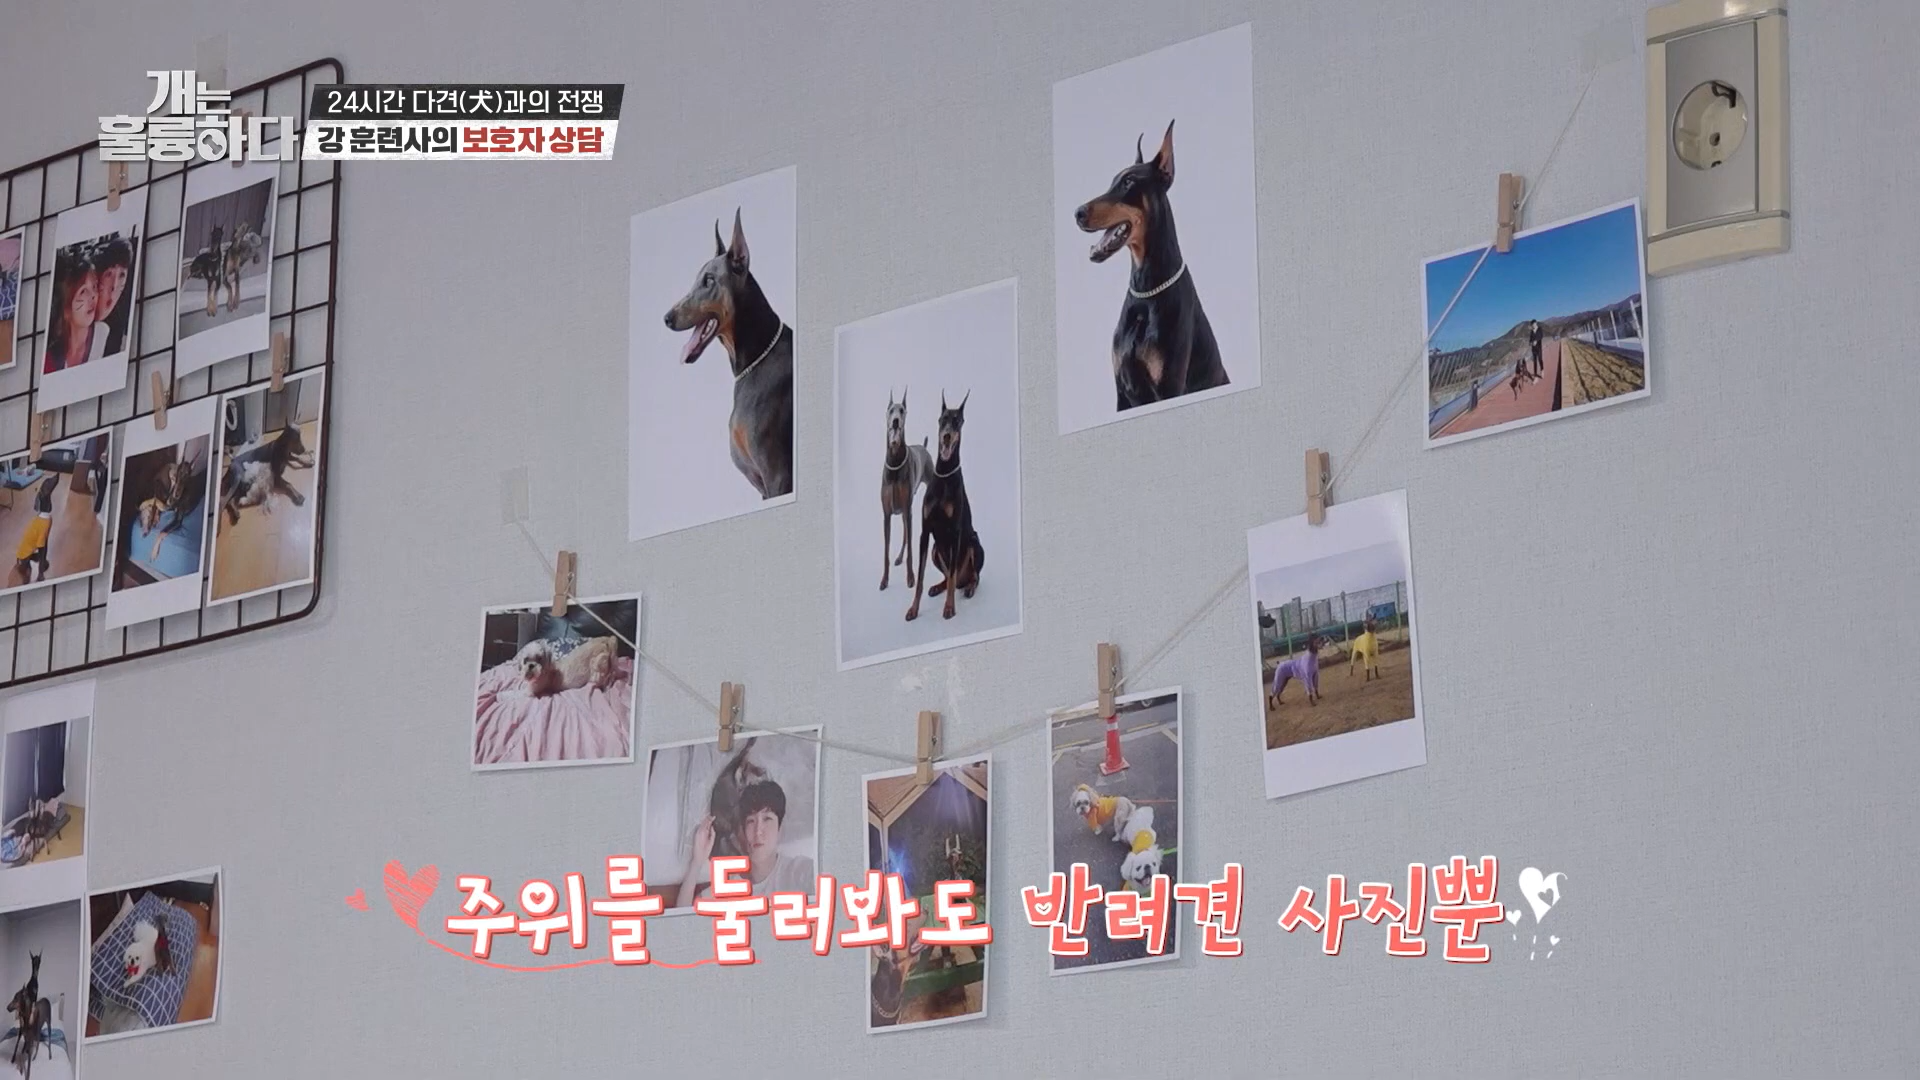 개는
훌륭하다
24시간 다견(犬)과의 전쟁
강 훈련사의 보호자 상담
주위를 둘러봐도 반려견 사진뿐